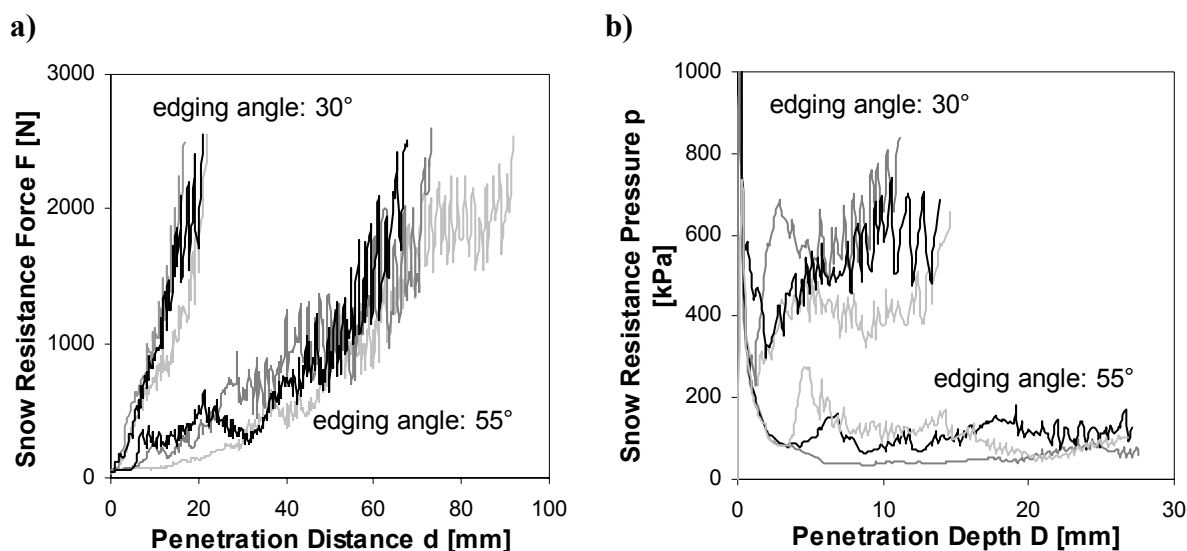 a)
Snow Resistance Force F [N]
3000
2000
1000
0
edging angle: 30°
edging angle: 55°
0 20 40 60 80 100
Penetration Distance d [mm]
b)
Snow Resistance Pressure p
[kPa]
1000
800
600
400
200
0
edging angle: 30°
edging angle: 55°
0 10 20 30
Penetration Depth D [mm]